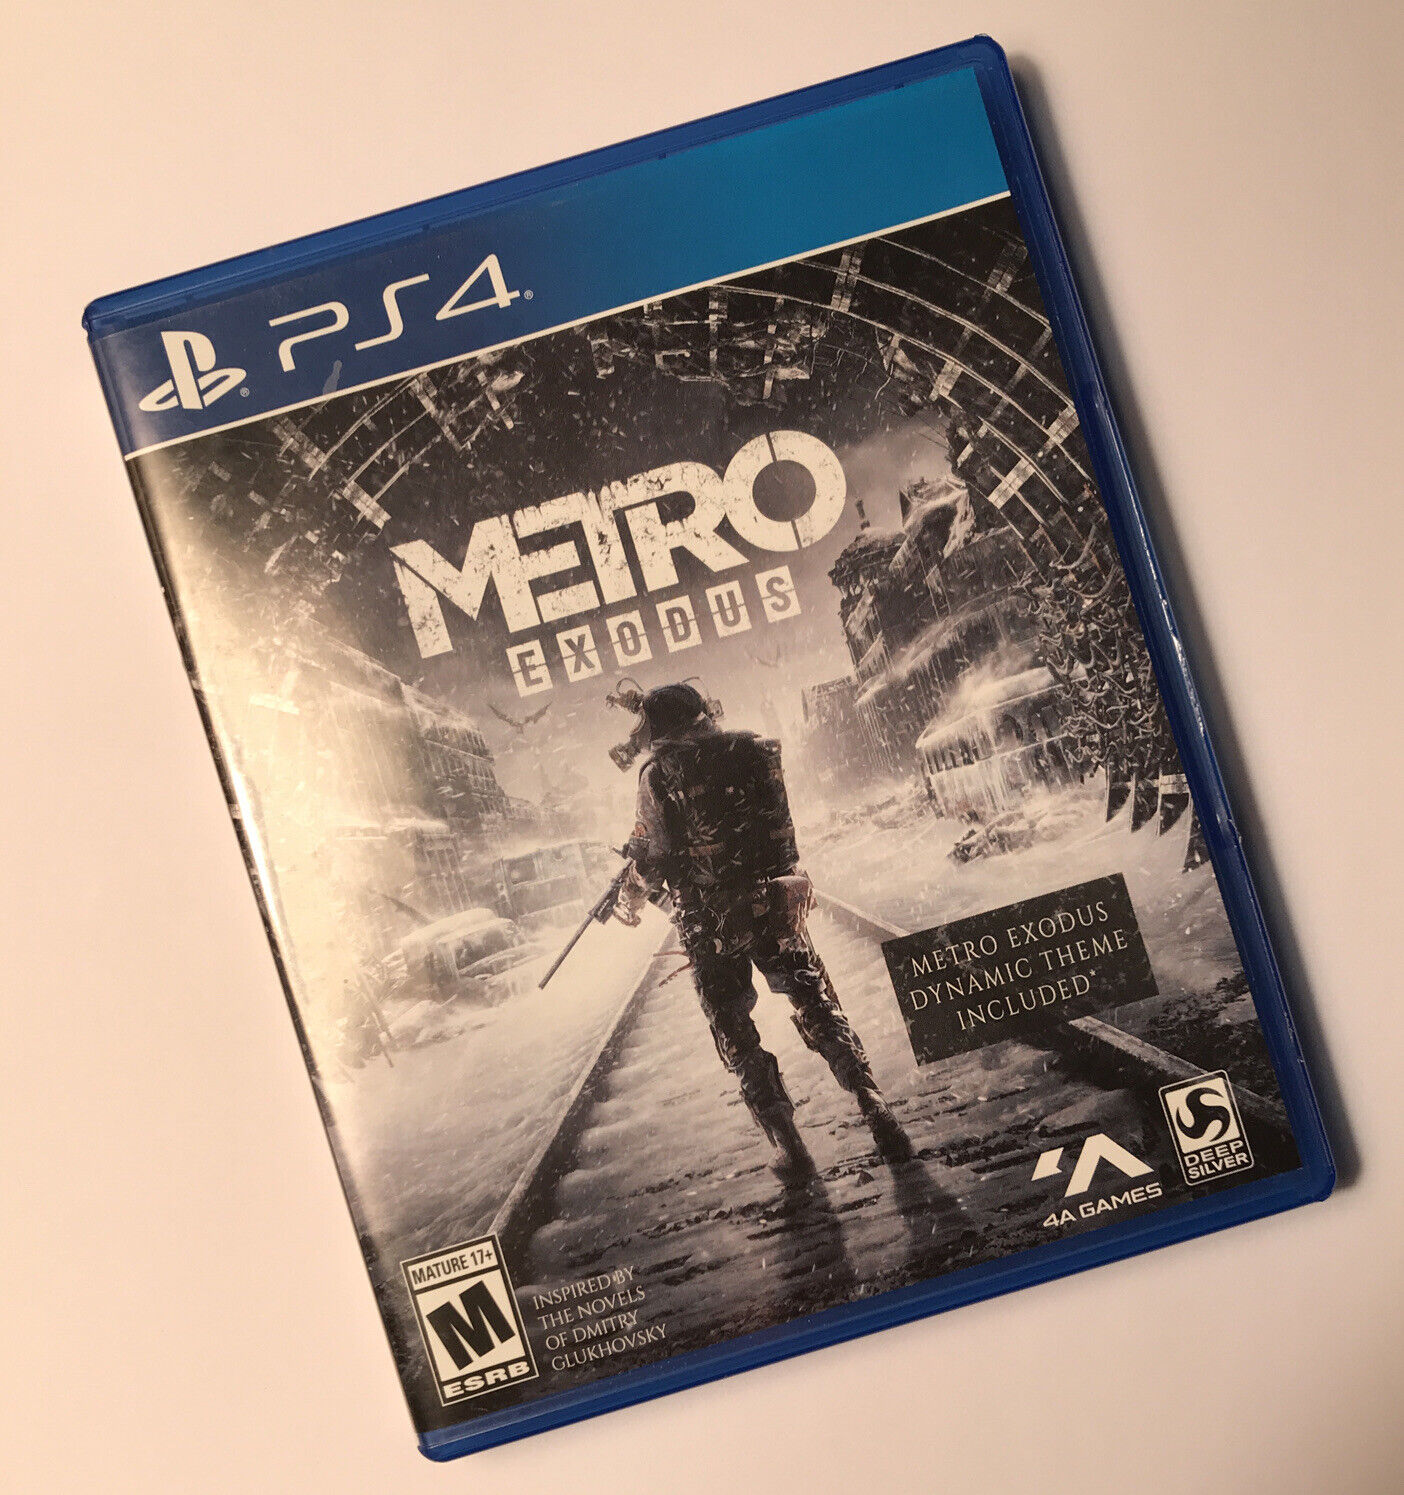 PS4
METRO
EXODUS
METRO EXODUS
DYNAMIC THEME
INCLUDED*
4A GAMES
DEEP
SILVER
MATURE 17+
M
ESRB
INSPIRED BY
THE NOVELS
OF DMITRY
GLUKHOVSKY